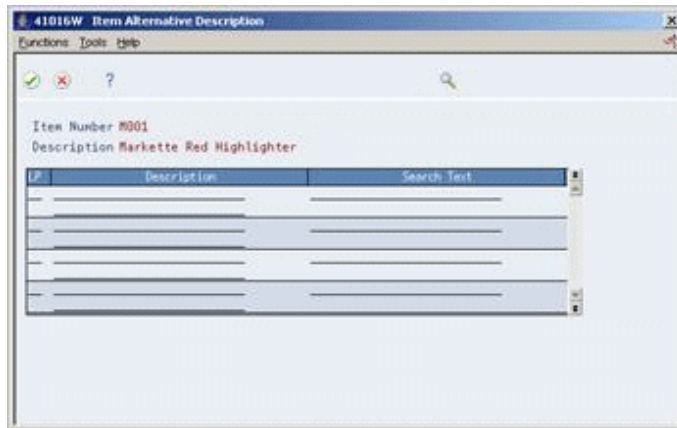 41016W Item Alternative Description
Functions Tools Help
?
Item Number M001
Description Markette Red Highlighter
LP Description Search Text